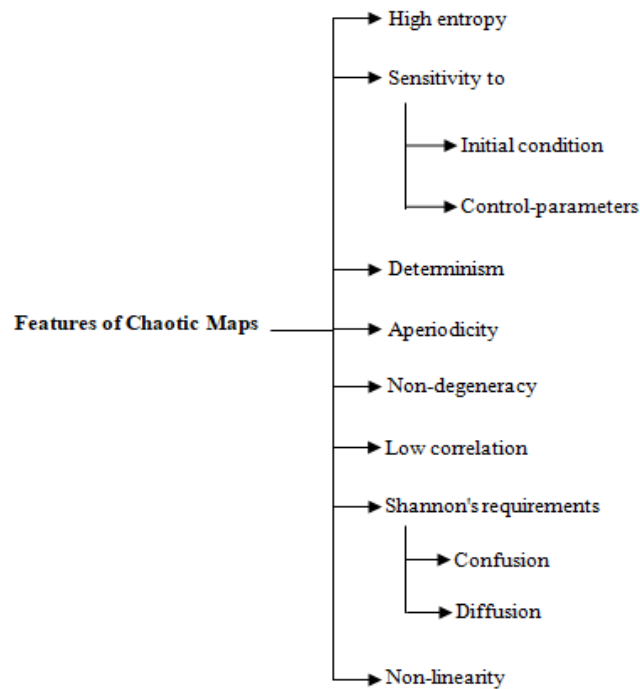 High entropy
Sensitivity to
Initial condition
Control-parameters
Determinism
Features of Chaotic Maps
Aperiodicity
Non-degeneracy
Low correlation
Shannon's requirements
Confusion
Diffusion
Non-linearity